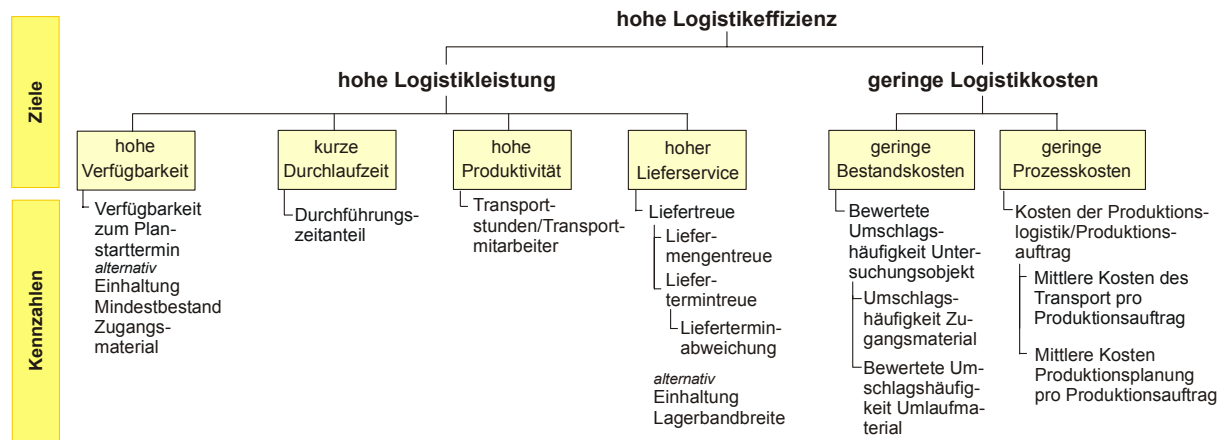 hohe Logistikeffizienz
hohe Logistikleistung
geringe Logistikkosten
Ziele
hohe
Verfügbarkeit
kurze
Durchlaufzeit
hohe
Produktivität
hoher
Lieferservice
geringe
Bestandskosten
geringe
Prozesskosten
Kennzahlen
Verfügbarkeit
zum Plan-
starttermin
alternativ
Einhaltung
Mindestbestand
Zugangs-
material
Durchführungs-
zeitanteil
Transport-
stunden/Transport-
mitarbeiter
Liefertreue
Liefer-
mengentreue
Liefer-
termintreue
Liefertermin-
abweichung
alternativ
Einhaltung
Lagerbandbreite
Bewertete
Umschlags-
häufigkeit Unter-
suchungsobjekt
Umschlags-
häufigkeit Zu-
gangsmaterial
Bewertete Um-
schlagshäufig-
keit Umlaufma-
terial
Kosten der Produktions-
logistik/Produktions-
auftrag
Mittlere Kosten des
Transport pro
Produktionsauftrag
Mittlere Kosten
Produktionsplanung
pro Produktionsauftrag